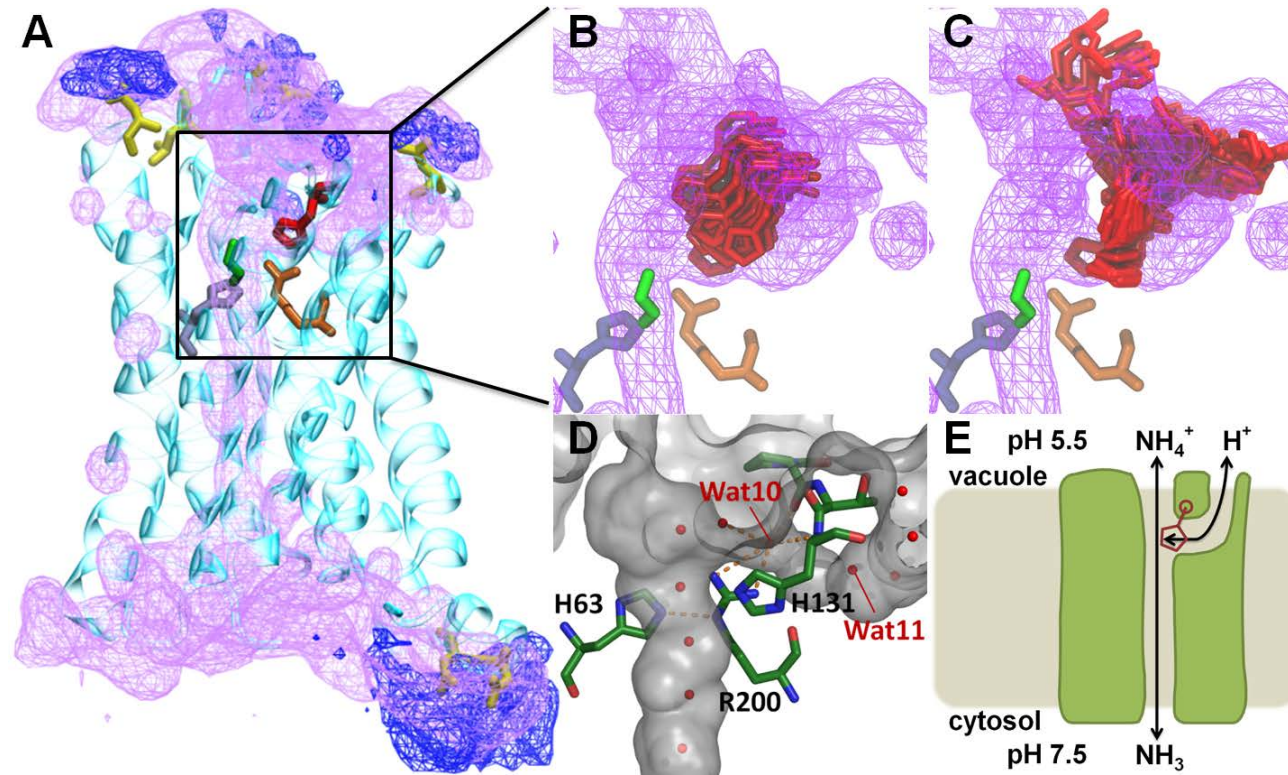 A
B
C
D
Wat10
H63
H131
Wat11
R200
E
pH 5.5
NH₄⁺
H⁺
vacuole
cytosol
pH 7.5
NH₃